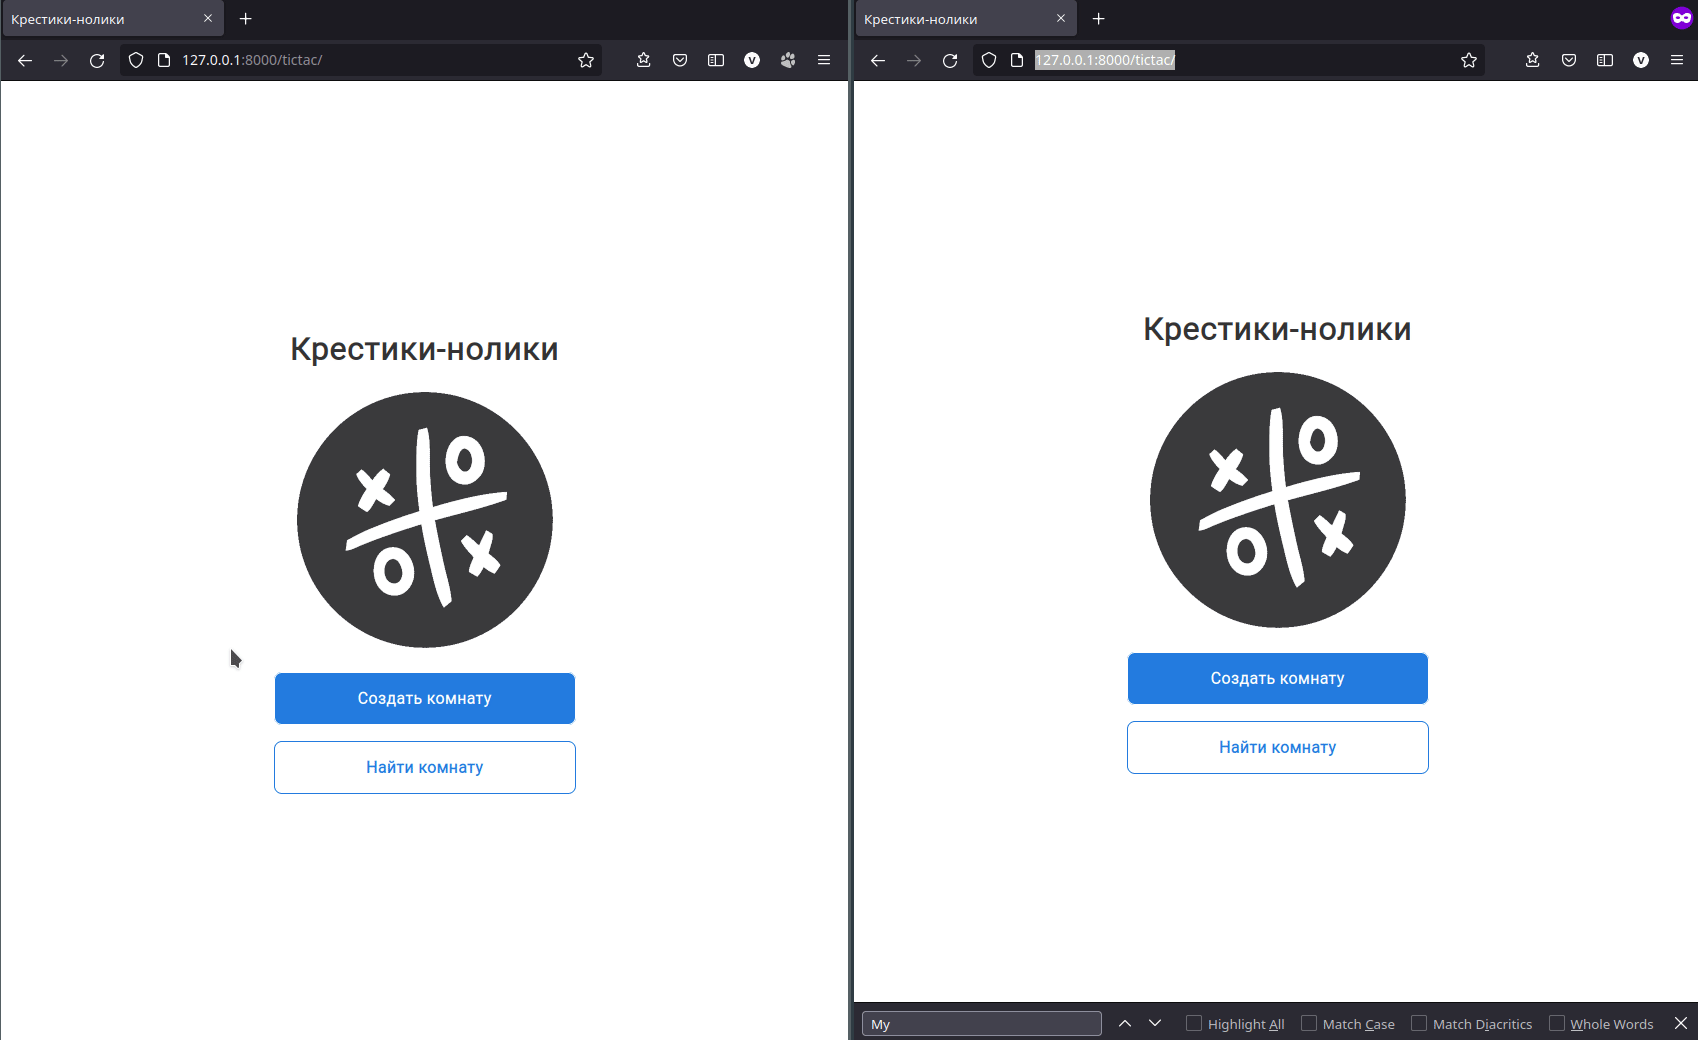 Крестики-нолики
127.0.0.1:8000/tictac/
V
Крестики-нолики
Создать комнату
Найти комнату
Крестики-нолики
127.0.0.1:8000/tictac/
V
Крестики-нолики
Создать комнату
Найти комнату
My
Highlight All
Match Case
Match Diacritics
Whole Words